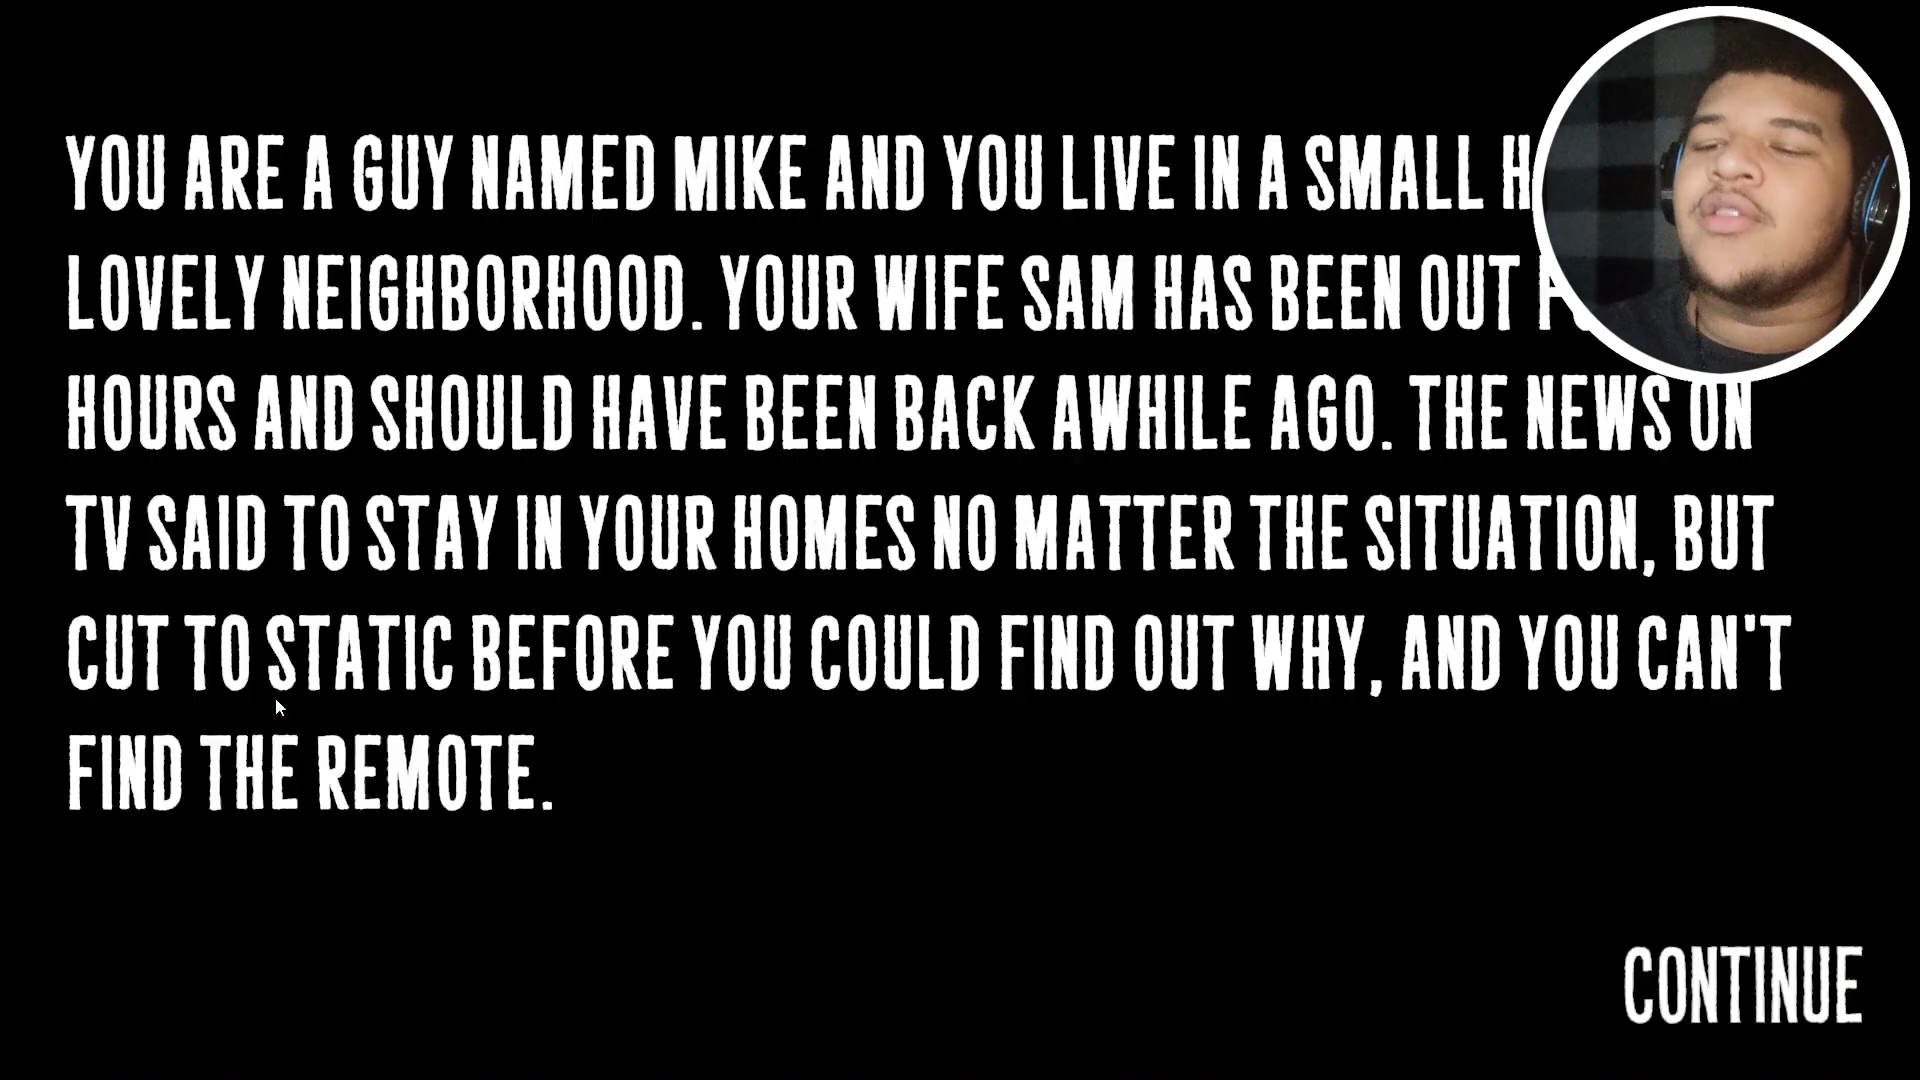 YOU ARE A GUY NAMED MIKE AND YOU LIVE IN A SMALL
LOVELY NEIGHBORHOOD. YOUR WIFE SAM HAS BEEN OUT
HOURS AND SHOULD HAVE BEEN BACK AWHILE AGO. THE NEWS ON
TV SAID TO STAY IN YOUR HOMES NO MATTER THE SITUATION, BUT
CUT TO STATIC BEFORE YOU COULD FIND OUT WHY, AND YOU CAN'T
FIND THE REMOTE.
CONTINUE